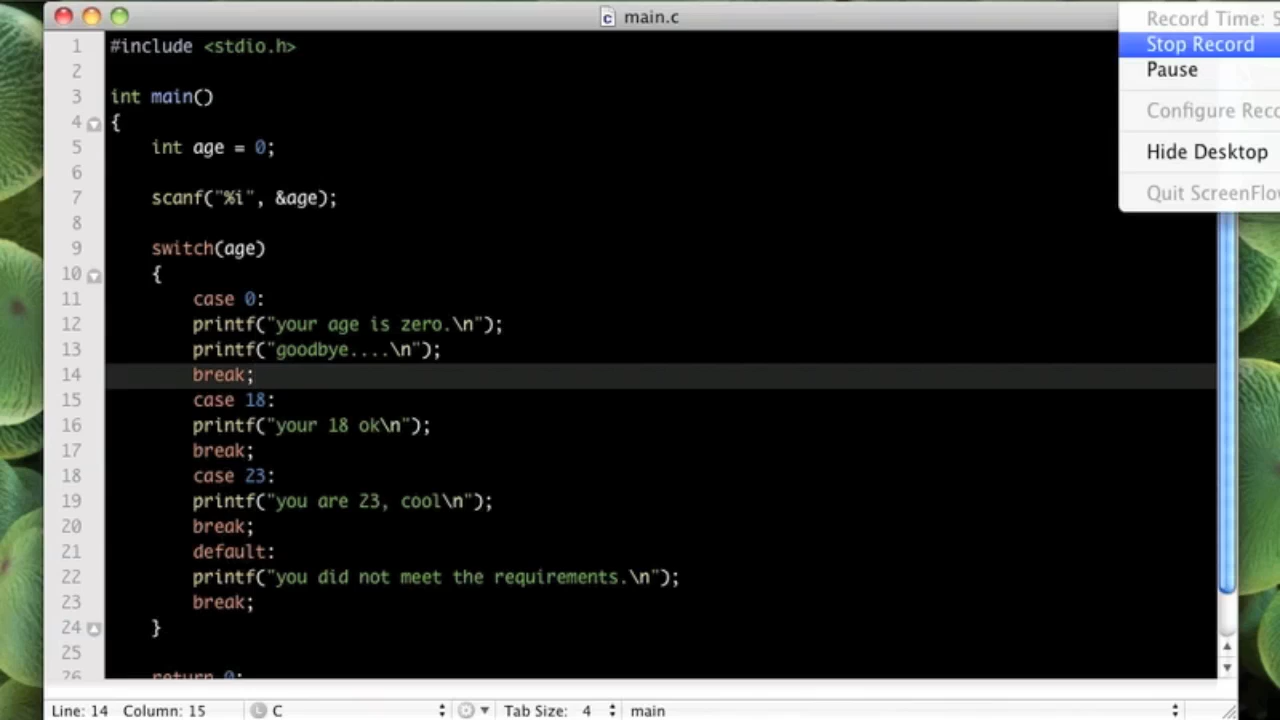 main.c
Record Time:
Stop Record
Pause
Hide Desktop
1 #include <stdio.h>
2
3 int main()
4 {
5 int age = 0;
6
7 scanf("%i", &age);
8
9 switch(age)
10 {
11 case 0:
12 printf("your age is zero.\n");
13 printf("goodbye....\n");
14 break;
15 case 18:
16 printf("your 18 ok\n");
17 break;
18 case 23:
19 printf("you are 23, cool\n");
20 break;
21 default:
22 printf("you did not meet the requirements.\n");
23 break;
24 }
25
26 return 0;
Configure
Quit
Line: 14 Column: 15 C Tab Size: 4 main